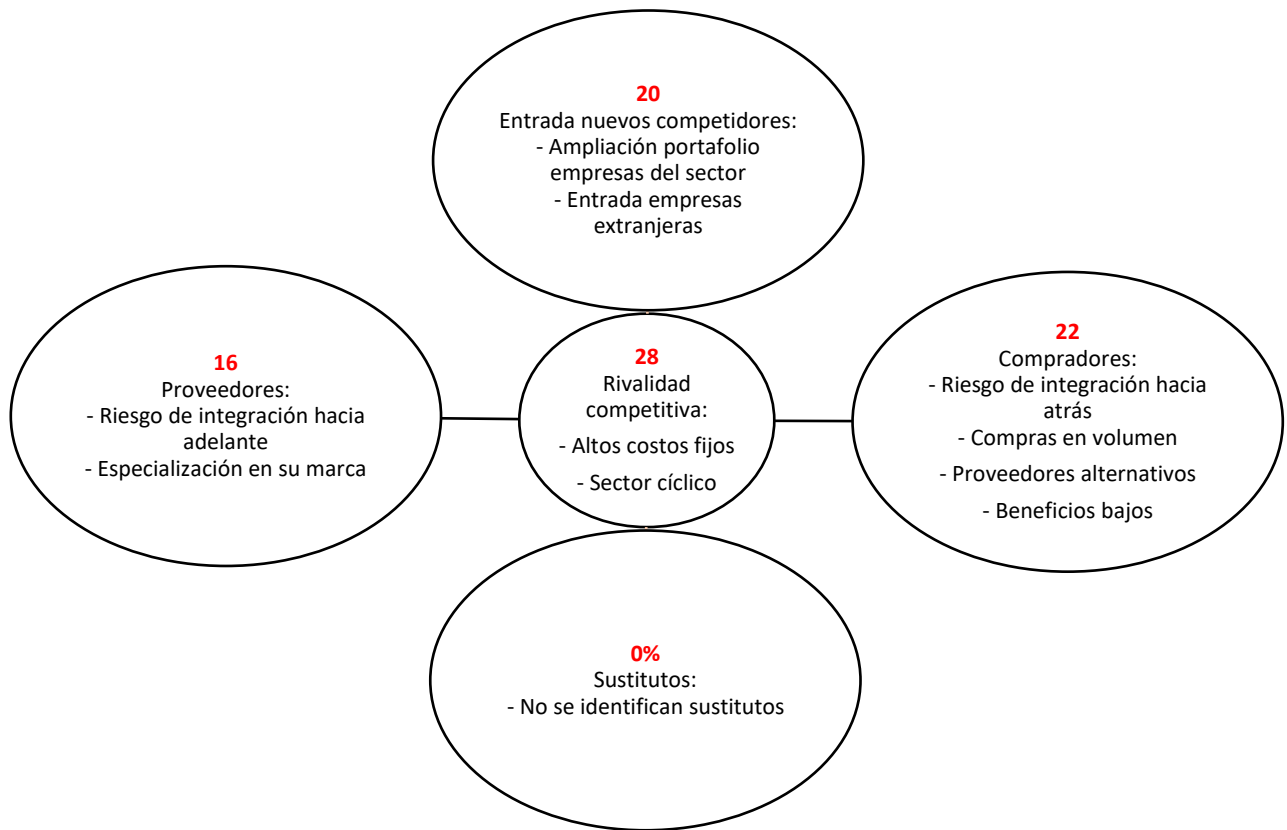 20
Entrada nuevos competidores:
- Ampliación portafolio
empresas del sector
- Entrada empresas
extranjeras
16
Proveedores:
- Riesgo de integración hacia
adelante
- Especialización en su marca
28
Rivalidad
competitiva:
- Altos costos fijos
- Sector cíclico
22
Compradores:
- Riesgo de integración hacia
atrás
- Compras en volumen
- Proveedores alternativos
- Beneficios bajos
0%
Sustitutos:
- No se identifican sustitutos